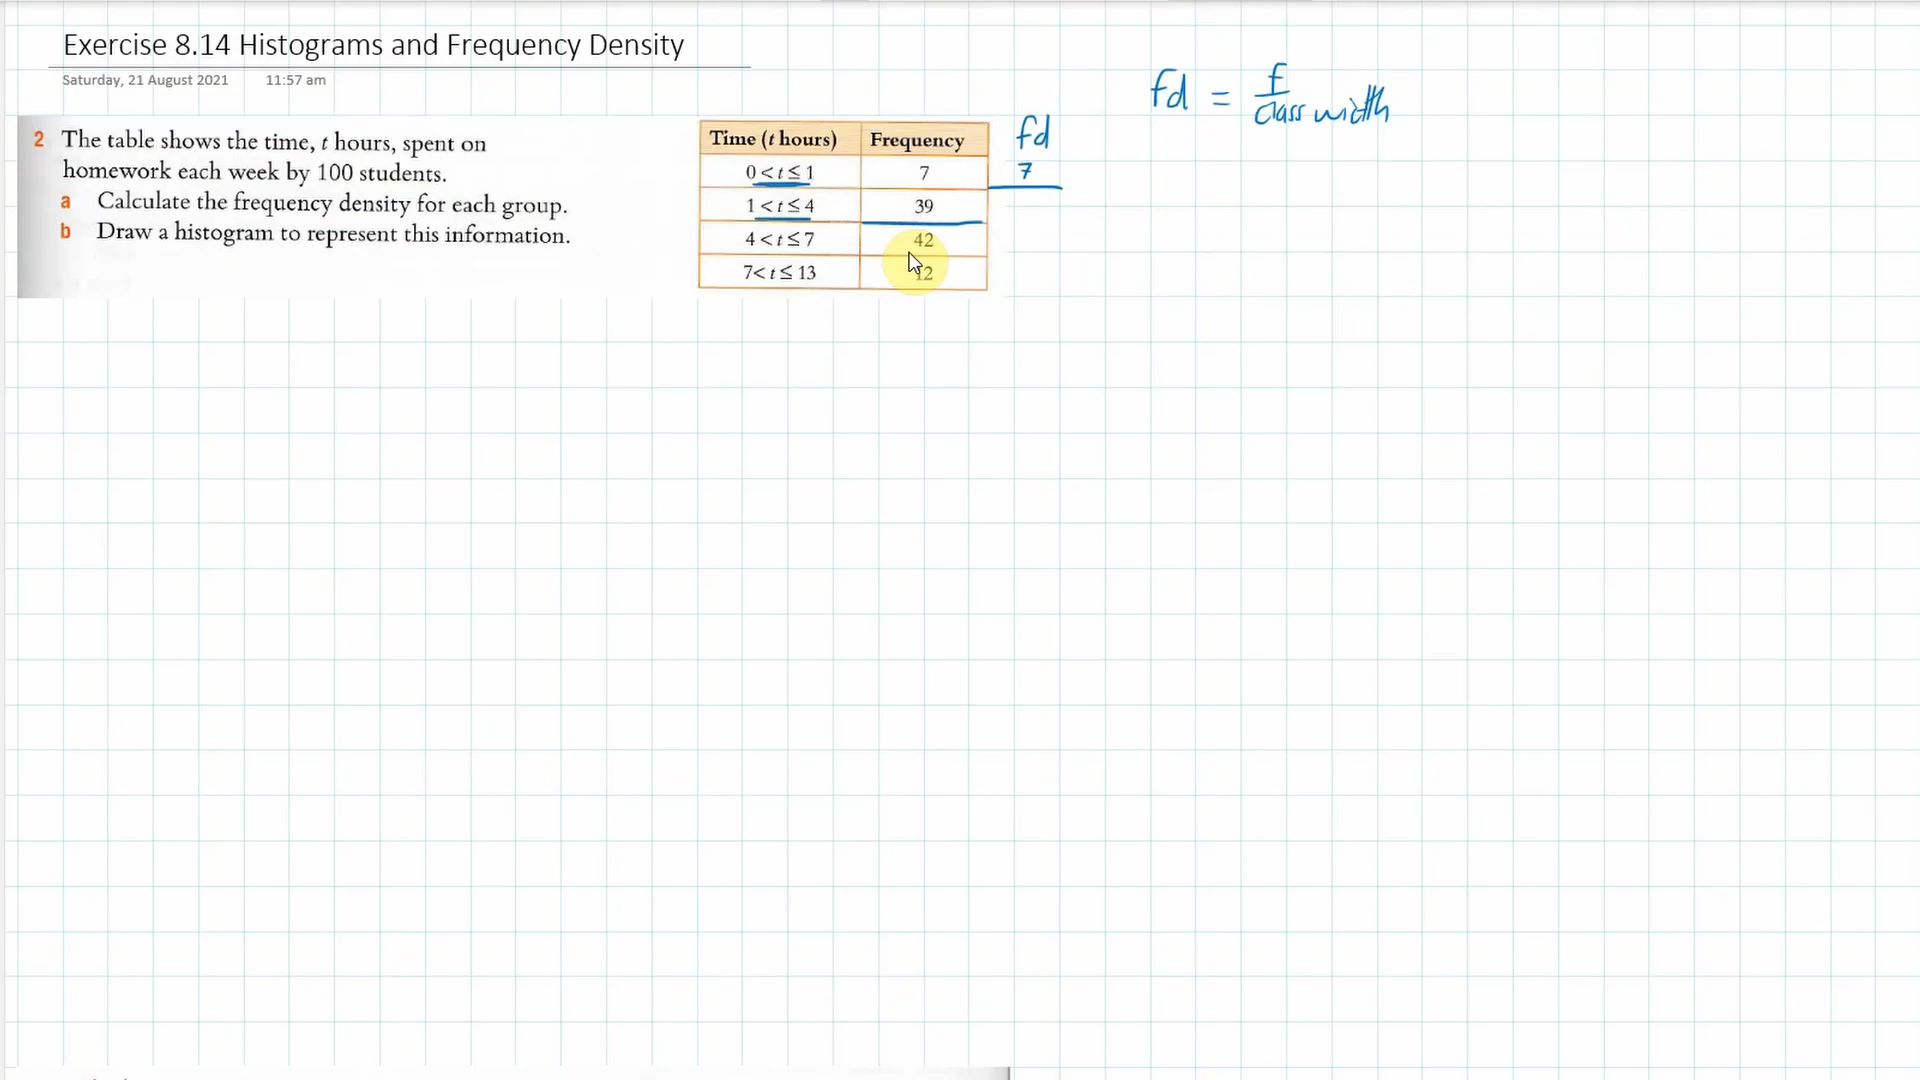 Exercise 8.14 Histograms and Frequency Density
Saturday, 21 August 2021 11:57 am
fd = f
class width
2 The table shows the time, t hours, spent on
homework each week by 100 students.
a Calculate the frequency density for each group.
b Draw a histogram to represent this information.
Time (t hours) Frequency fd
0 < t ≤ 1 7 7
1 < t ≤ 4 39
4 < t ≤ 7 42
7 < t ≤ 13 12